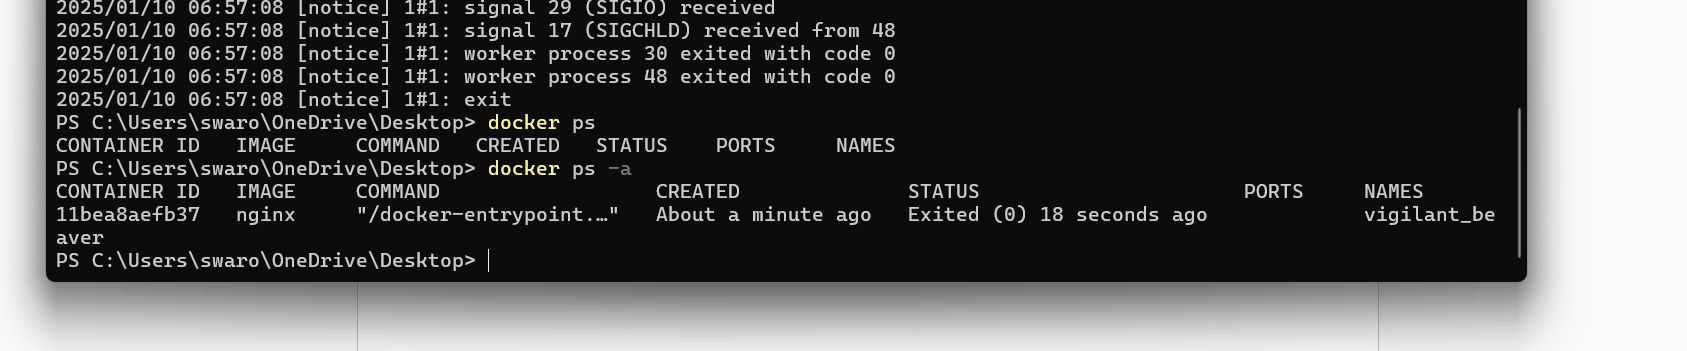 2025/01/10 06:57:08 [notice] 1#1: signal 29 (SIGIO) received
2025/01/10 06:57:08 [notice] 1#1: signal 17 (SIGCHLD) received from 48
2025/01/10 06:57:08 [notice] 1#1: worker process 30 exited with code 0
2025/01/10 06:57:08 [notice] 1#1: worker process 48 exited with code 0
2025/01/10 06:57:08 [notice] 1#1: exit
PS C:\Users\swaro\OneDrive\Desktop> docker ps
CONTAINER ID   IMAGE     COMMAND   CREATED   STATUS    PORTS     NAMES
PS C:\Users\swaro\OneDrive\Desktop> docker ps -a
CONTAINER ID   IMAGE     COMMAND                  CREATED              STATUS                      PORTS     NAMES
11bea8aefb37   nginx     "/docker-entrypoint.…"   About a minute ago   Exited (0) 18 seconds ago             vigilant_be
aver
PS C:\Users\swaro\OneDrive\Desktop>